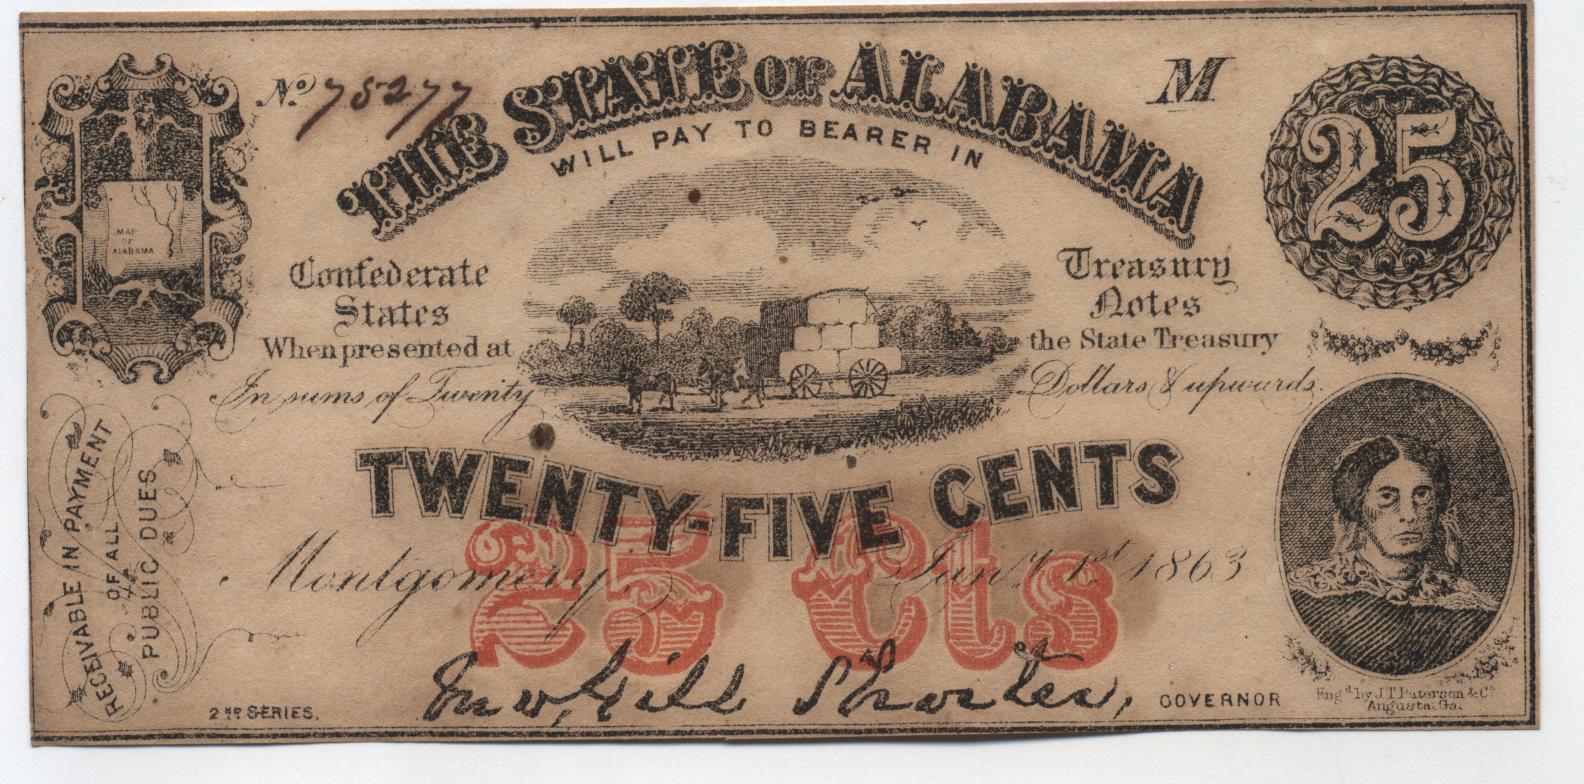 No. 75277
M
THE STATE OF ALABAMA
25
WILL PAY TO BEARER IN
MAP
OF
ALABAMA
Confederate
States
Treasury
Notes
When presented at
the State Treasury
In sums of Twenty
Dollars & upwards.
RECEIVABLE IN PAYMENT
OF ALL
PUBLIC DUES
TWENTY-FIVE CENTS
25 Cts
Montgomery, Jany. 1st 1863
Jno. Gill Shorter,
GOVERNOR
2ND SERIES.
Engd by J.T. Paterson & Co
Augusta. Ga.